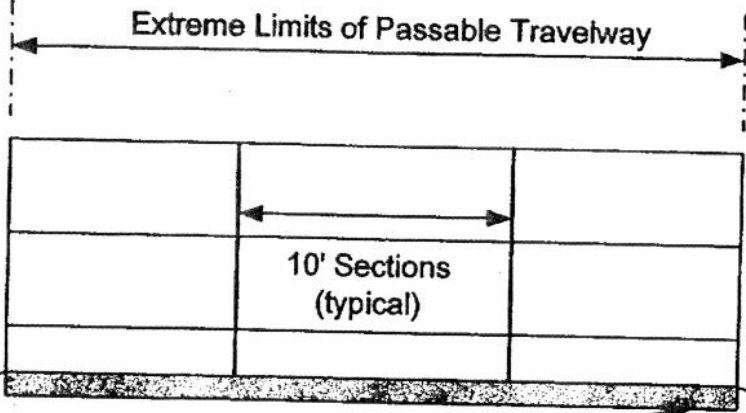 Extreme Limits of Passable Travelway
10' Sections
(typical)